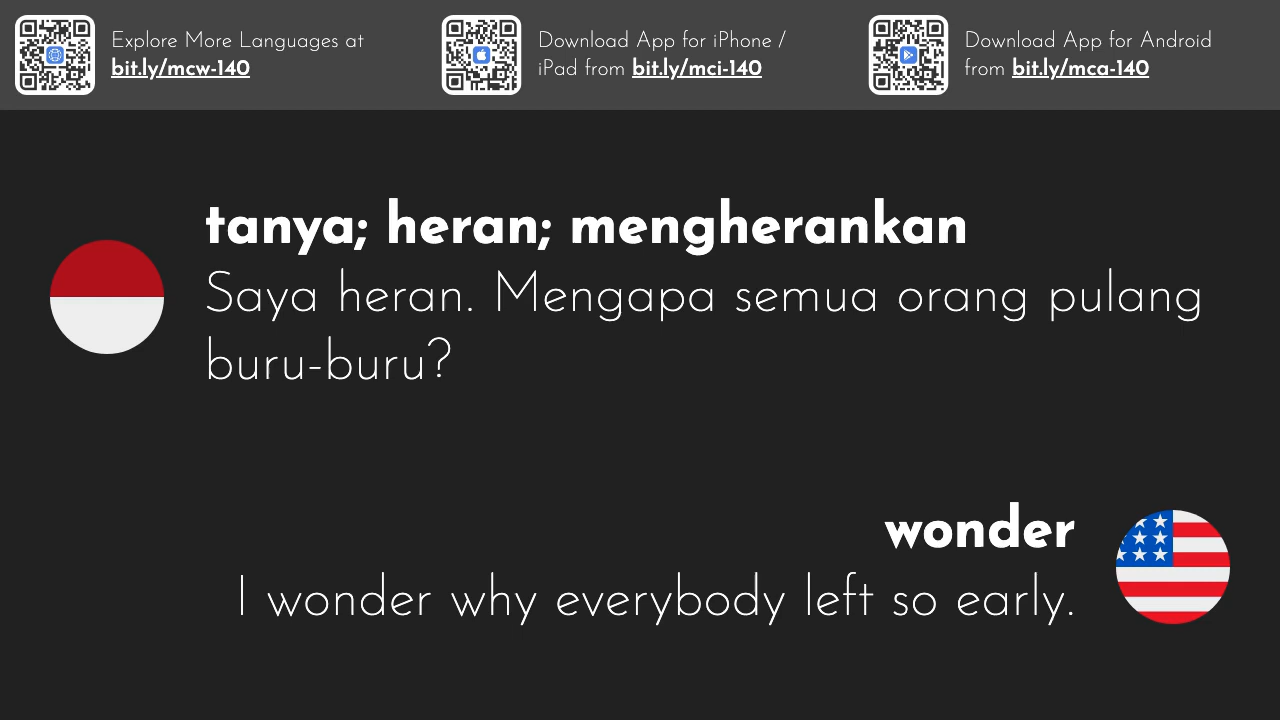 Explore More Languages at
bit.ly/mcw-140
Download App for iPhone /
iPad from bit.ly/mci-140
Download App for Android
from bit.ly/mca-140
tanya; heran; mengherankan
Saya heran. Mengapa semua orang pulang
buru-buru?
wonder
I wonder why everybody left so early.